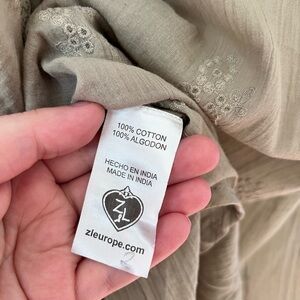 100% COTTON
100% ALGODON
HECHO EN INDIA
MADE IN INDIA
ZL
zleurope.com